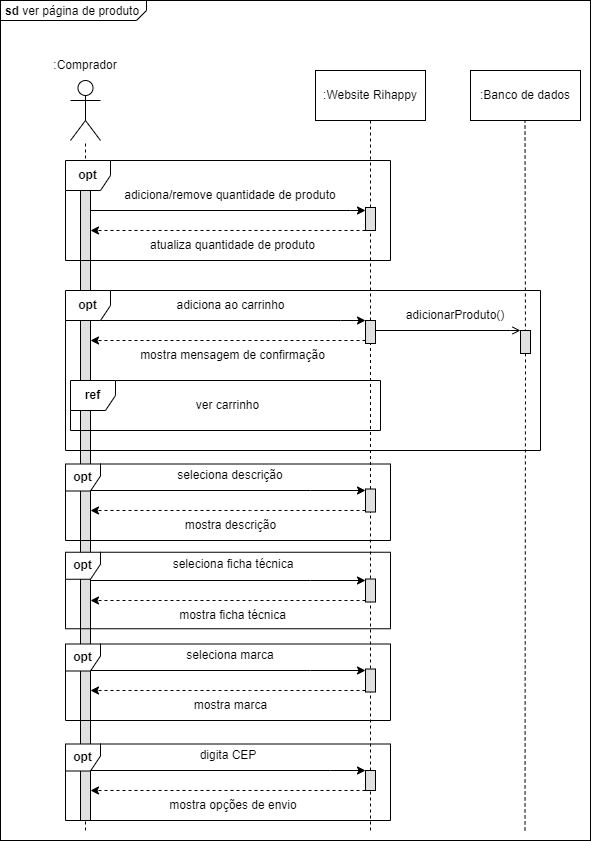 sd ver página de produto
:Comprador
:Website Rihappy
:Banco de dados
opt
adiciona/remove quantidade de produto
atualiza quantidade de produto
opt
adiciona ao carrinho
adicionarProduto()
mostra mensagem de confirmação
ref
ver carrinho
opt
seleciona descrição
mostra descrição
opt
seleciona ficha técnica
mostra ficha técnica
opt
seleciona marca
mostra marca
opt
digita CEP
mostra opções de envio